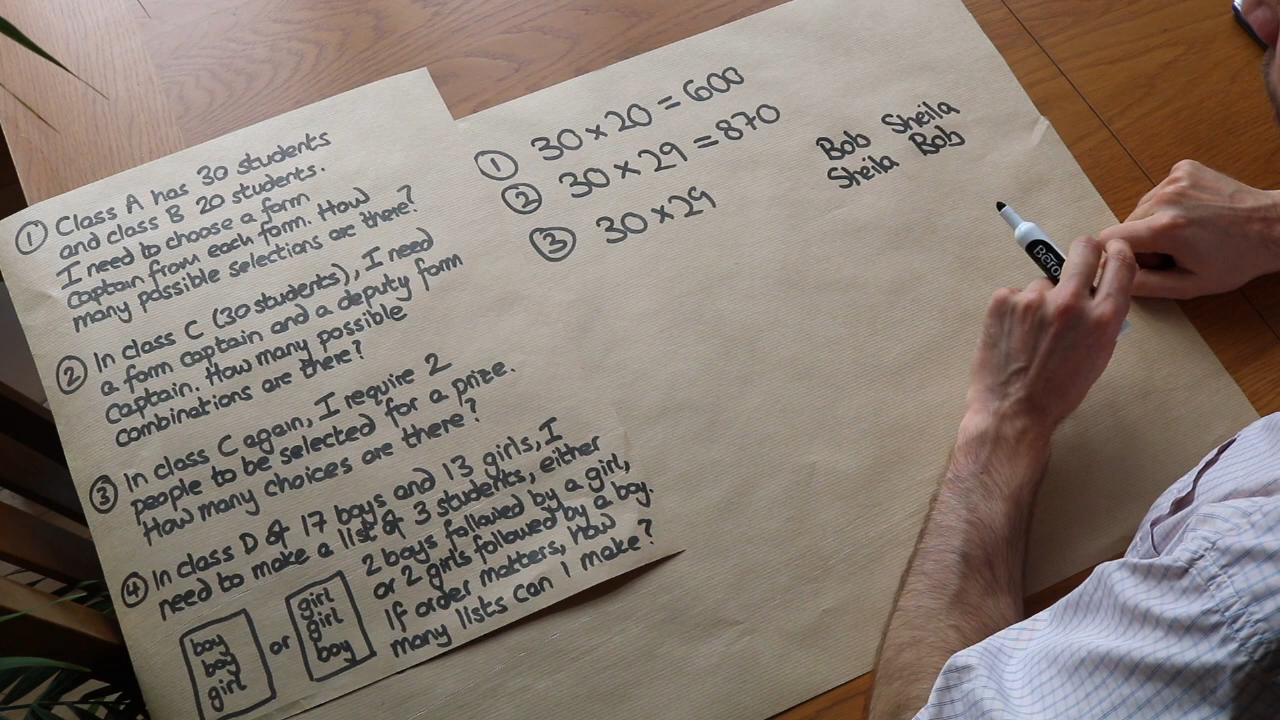 ① Class A has 30 students
and class B 20 students.
I need to choose a form
captain from each form. How
many possible selections are there?
② In class C (30 students), I need
a form captain and a deputy form
captain. How many possible
combinations are there?
③ In class C again, I require 2
people to be selected for a prize.
How many choices are there?
④ In class D of 17 boys and 13 girls, I
need to make a list of 3 students, either
2 boys followed by a girl,
or 2 girls followed by a boy.
If order matters, how
many lists can I make?
boy
boy
girl
or
girl
girl
boy
① 30 × 20 = 600
② 30 × 29 = 870
③ 30 × 29
Bob Sheila
Sheila Bob
Bero